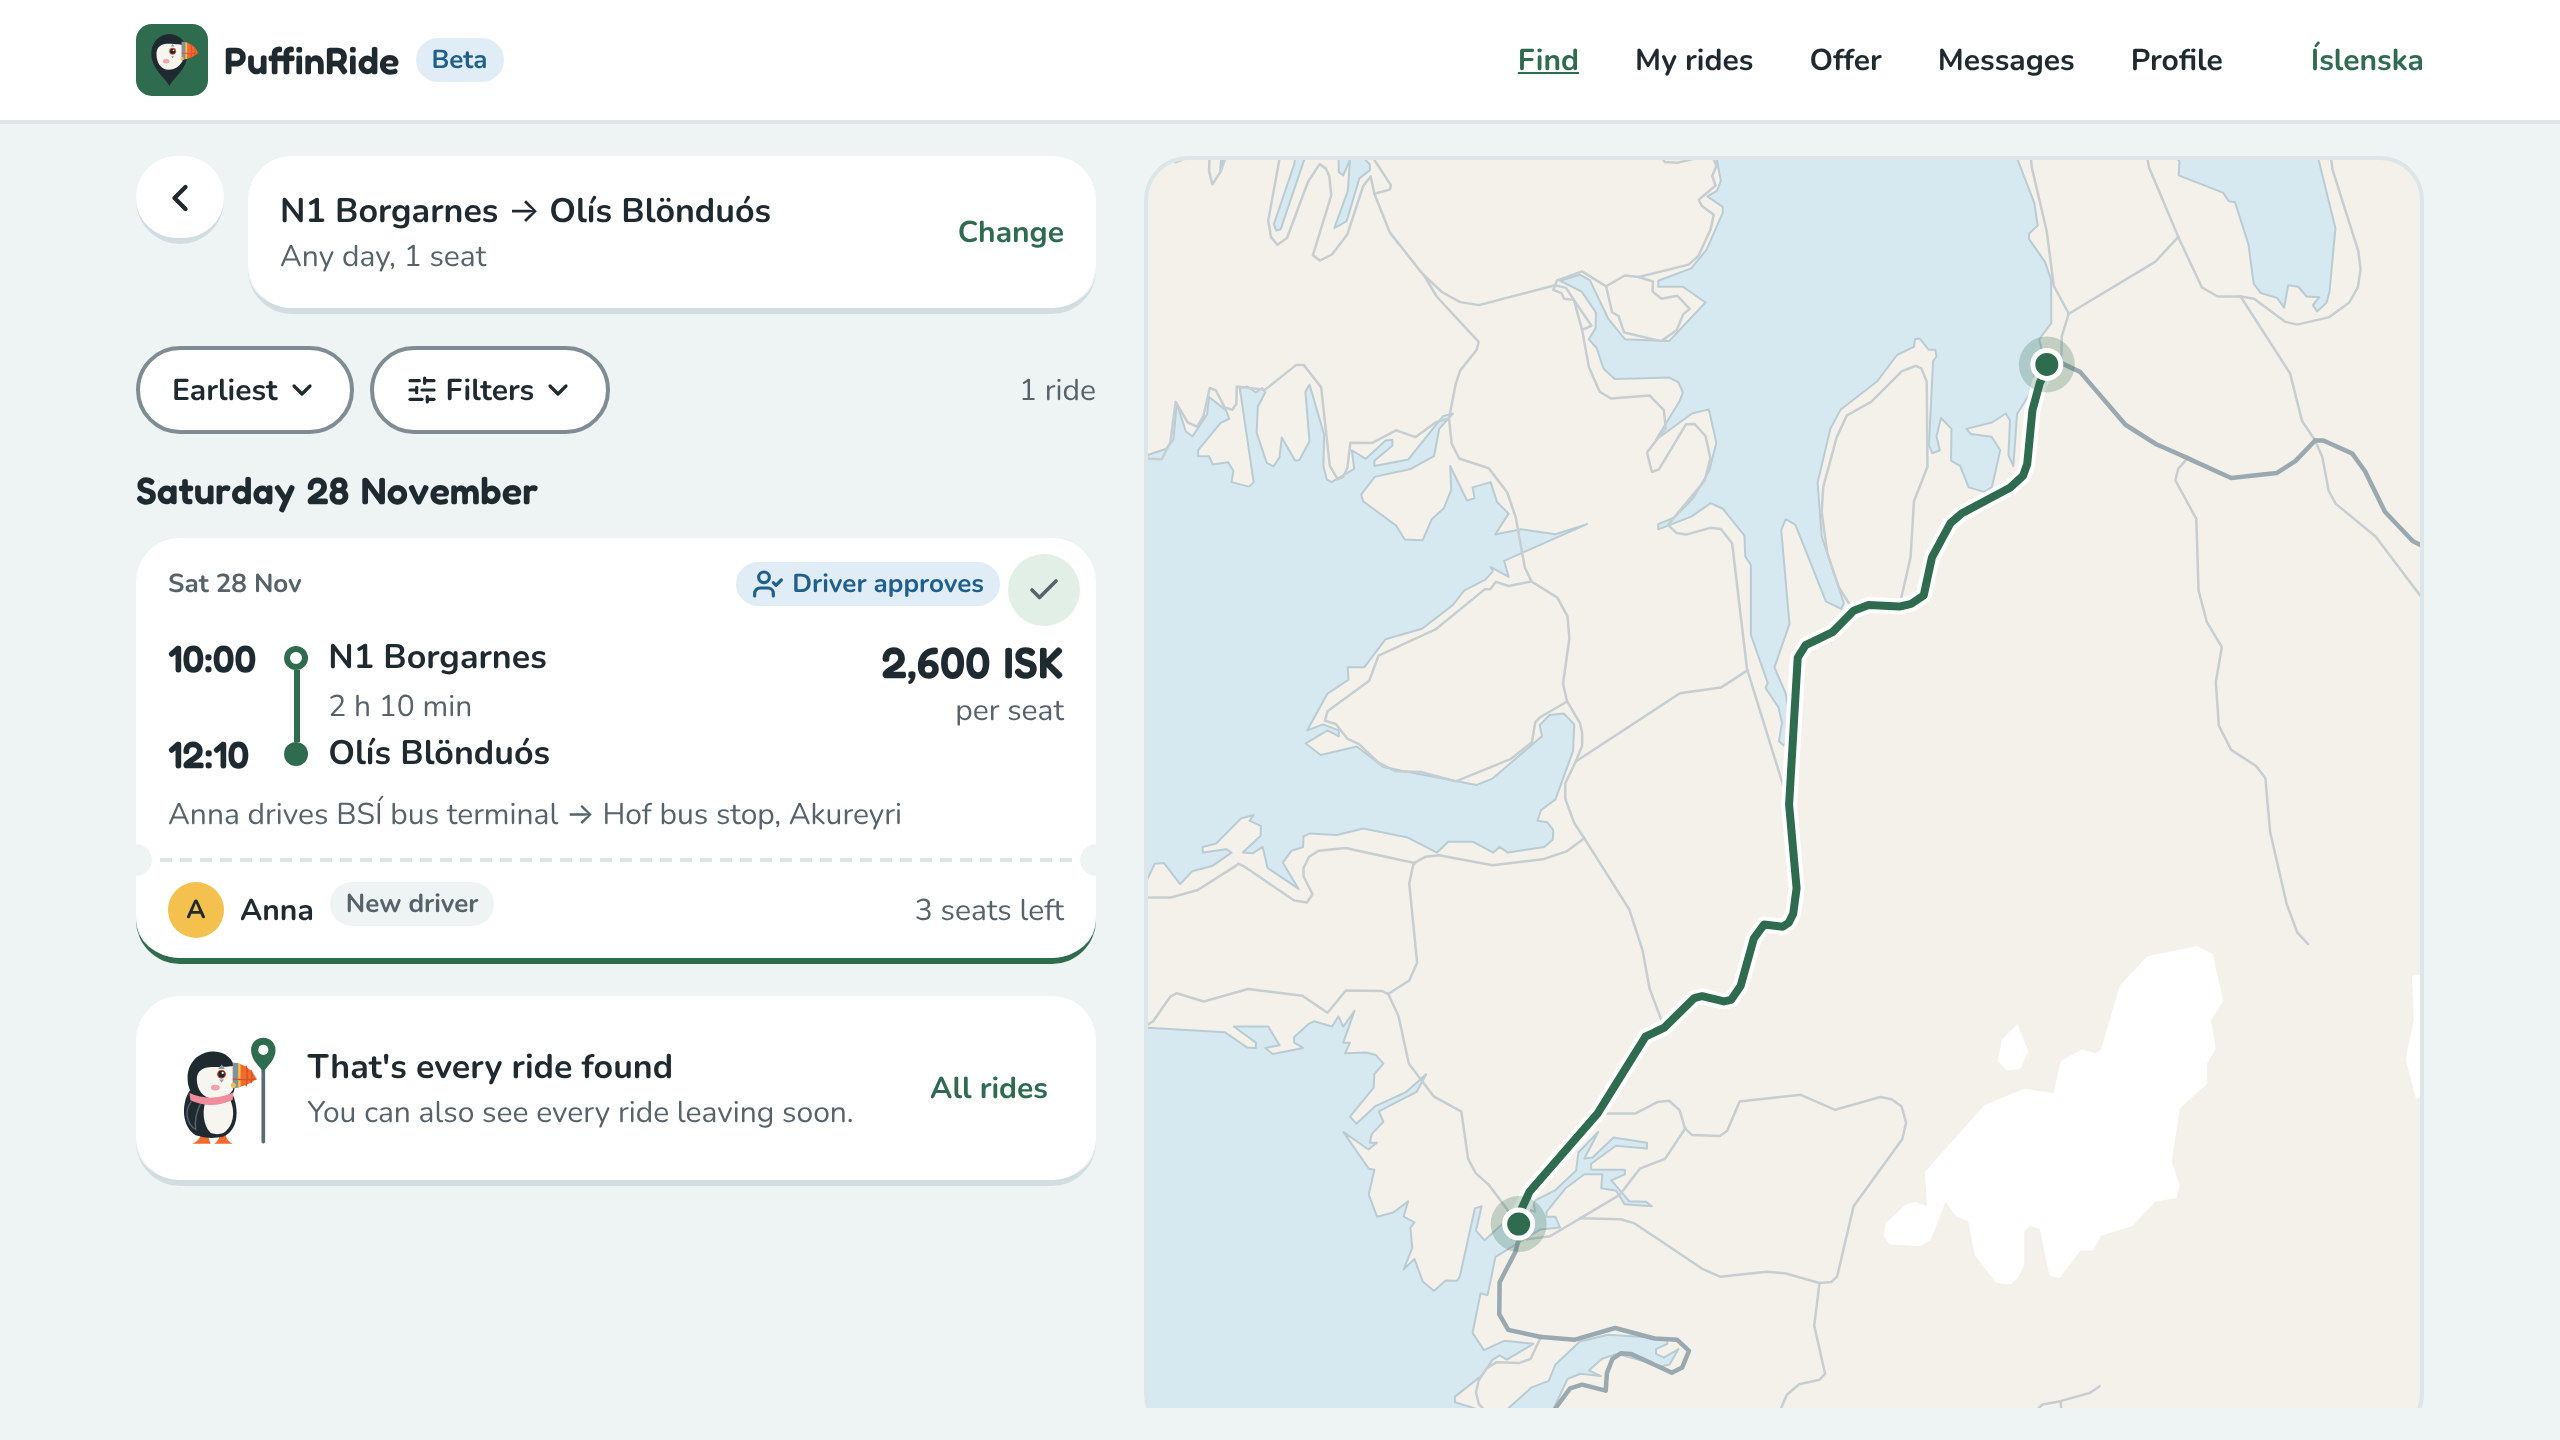 PuffinRide Beta
Find My rides Offer Messages Profile Íslenska
N1 Borgarnes → Olís Blönduós
Any day, 1 seat
Change
Earliest Filters 1 ride
Saturday 28 November
Sat 28 Nov Driver approves
10:00 N1 Borgarnes 2,600 ISK
2 h 10 min per seat
12:10 Olís Blönduós
Anna drives BSÍ bus terminal → Hof bus stop, Akureyri
A Anna New driver 3 seats left
That's every ride found
You can also see every ride leaving soon.
All rides